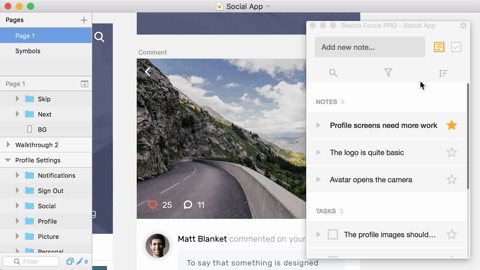 Social App
Pages
Page 1
Symbols
Page 1
Skip
Next
BG
Walkthrough 2
Profile Settings
Notifications
Sign Out
Social
Profile
Picture
Personal
Filter
Comment
25
11
Matt Blanket commented on your
To say that something is designed
Sketch Focus PRO - Social App
Add new note...
NOTES 3
Profile screens need more work
The logo is quite basic
Avatar opens the camera
TASKS 3
The profile images should...